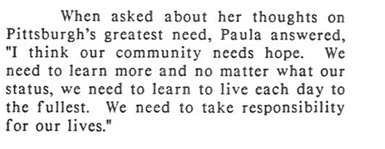 When asked about her thoughts on
Pittsburgh's greatest need, Paula answered,
"I think our community needs hope. We
need to learn more and no matter what our
status, we need to learn to live each day to
the fullest. We need to take responsibility
for our lives."